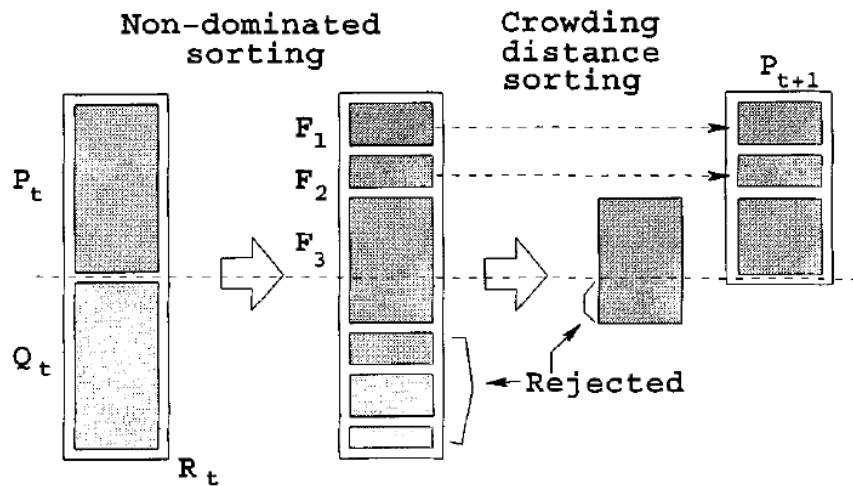 Non-dominated
sorting
Crowding
distance
sorting
P t+1
F 1
P t
F 2
F 3
Q t
Rejected
R t